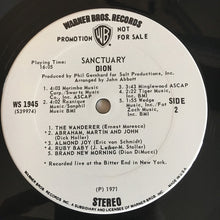 WARNER BROS. RECORDS
PROMOTION NOT
FOR SALE
Playing Time:
16:05
SANCTUARY
DION
Produced by Phil Gernhard for Salt Productions, Inc.
Arranged by John Abbott
WS 1945
(S39974)
SIDE
2
1. THE WANDERER (Ernest Maresca)
2. ABRAHAM, MARTIN AND JOHN
(Dick Holler)
3. ALMOND JOY (Eric von Schmidt)
4. RUBY BABY (J. Leiber-M. Stoller)
5. BRAND NEW MORNING (Dion DiMucci)
Recorded live at the Bitter End in New York.
(P) 1971
STEREO